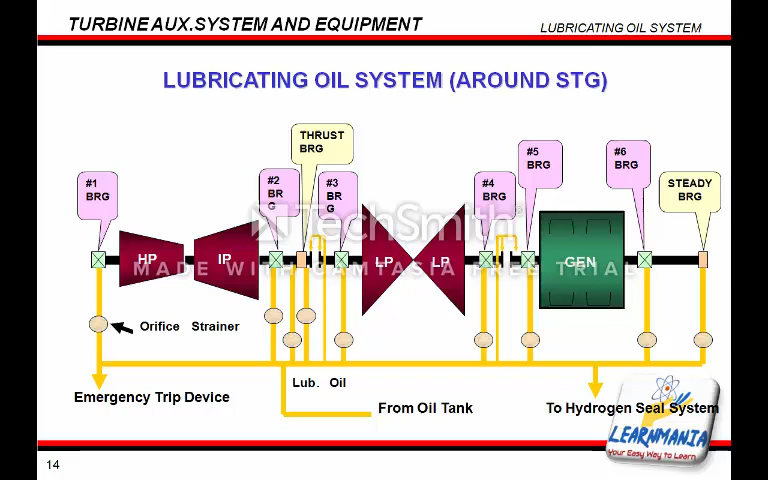 TURBINE AUX.SYSTEM AND EQUIPMENT
LUBRICATING OIL SYSTEM
LUBRICATING OIL SYSTEM (AROUND STG)
THRUST
BRG
#1
BRG
#2
BR
G
#3
BR
G
#4
BRG
#5
BRG
#6
BRG
STEADY
BRG
TechSmith
HP
IP
LP
LP
GEN
MADE WITH CAMTASIA FREE TRIAL
Orifice Strainer
Lub. Oil
Emergency Trip Device
From Oil Tank
To Hydrogen Seal System
LEARNMANIA
Your Easy Way to Learn
14